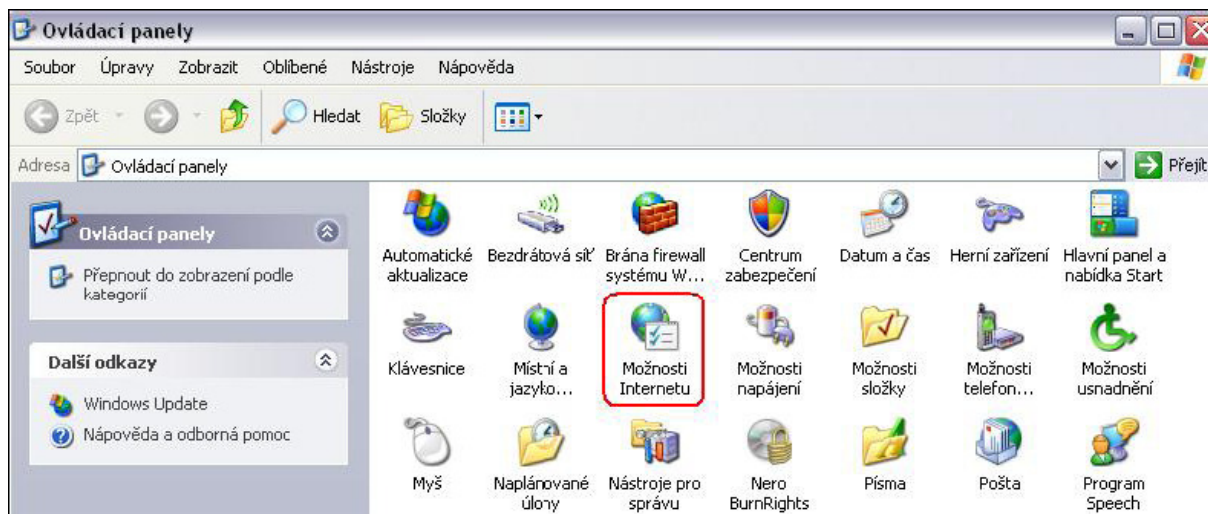 Ovládací panely
Soubor Úpravy Zobrazit Oblíbené Nástroje Nápověda
Zpět Hledat Složky
Adresa Ovládací panely Přejít
Ovládací panely
Přepnout do zobrazení podle
kategorií
Další odkazy
Windows Update
Nápověda a odborná pomoc
Automatické
aktualizace
Bezdrátová síť
Brána firewall
systému W...
Centrum
zabezpečení
Datum a čas
Herní zařízení
Hlavní panel a
nabídka Start
Klávesnice
Místní a
jazyko...
Možnosti
Internetu
Možnosti
napájení
Možnosti
složky
Možnosti
telefon...
Možnosti
usnadnění
Myš
Naplánované
úlohy
Nástroje pro
správu
Nero
BurnRights
Písma
Pošta
Program
Speech